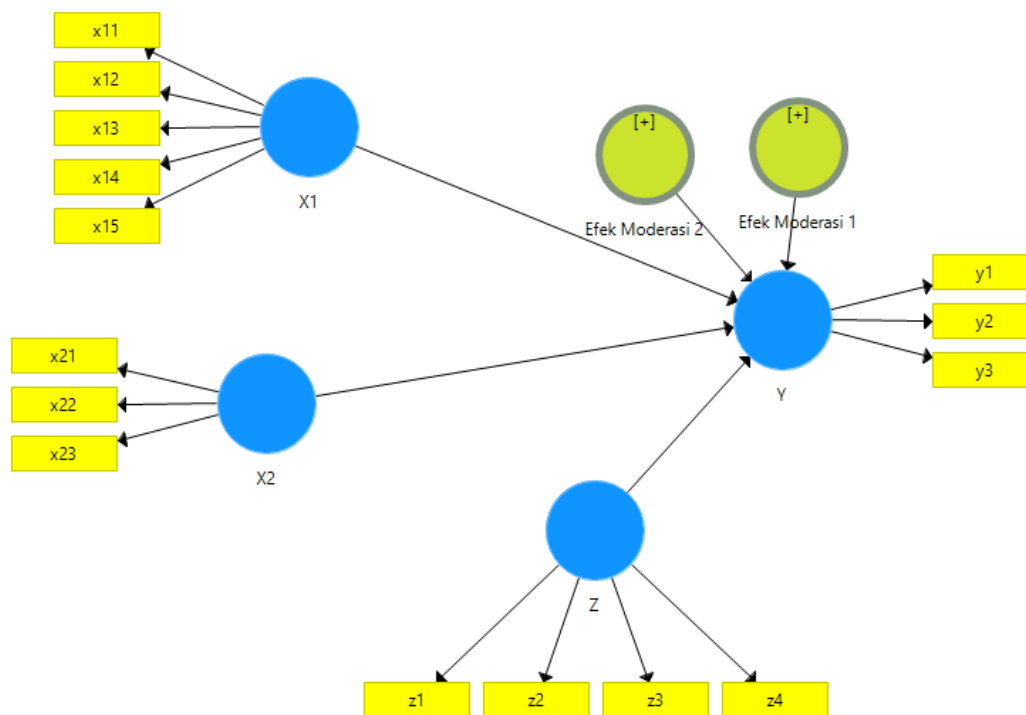 x11
x12
x13
x14
x15
X1
[+]
Efek Moderasi 2
[+]
Efek Moderasi 1
y1
y2
y3
Y
x21
x22
x23
X2
Z
z1
z2
z3
z4